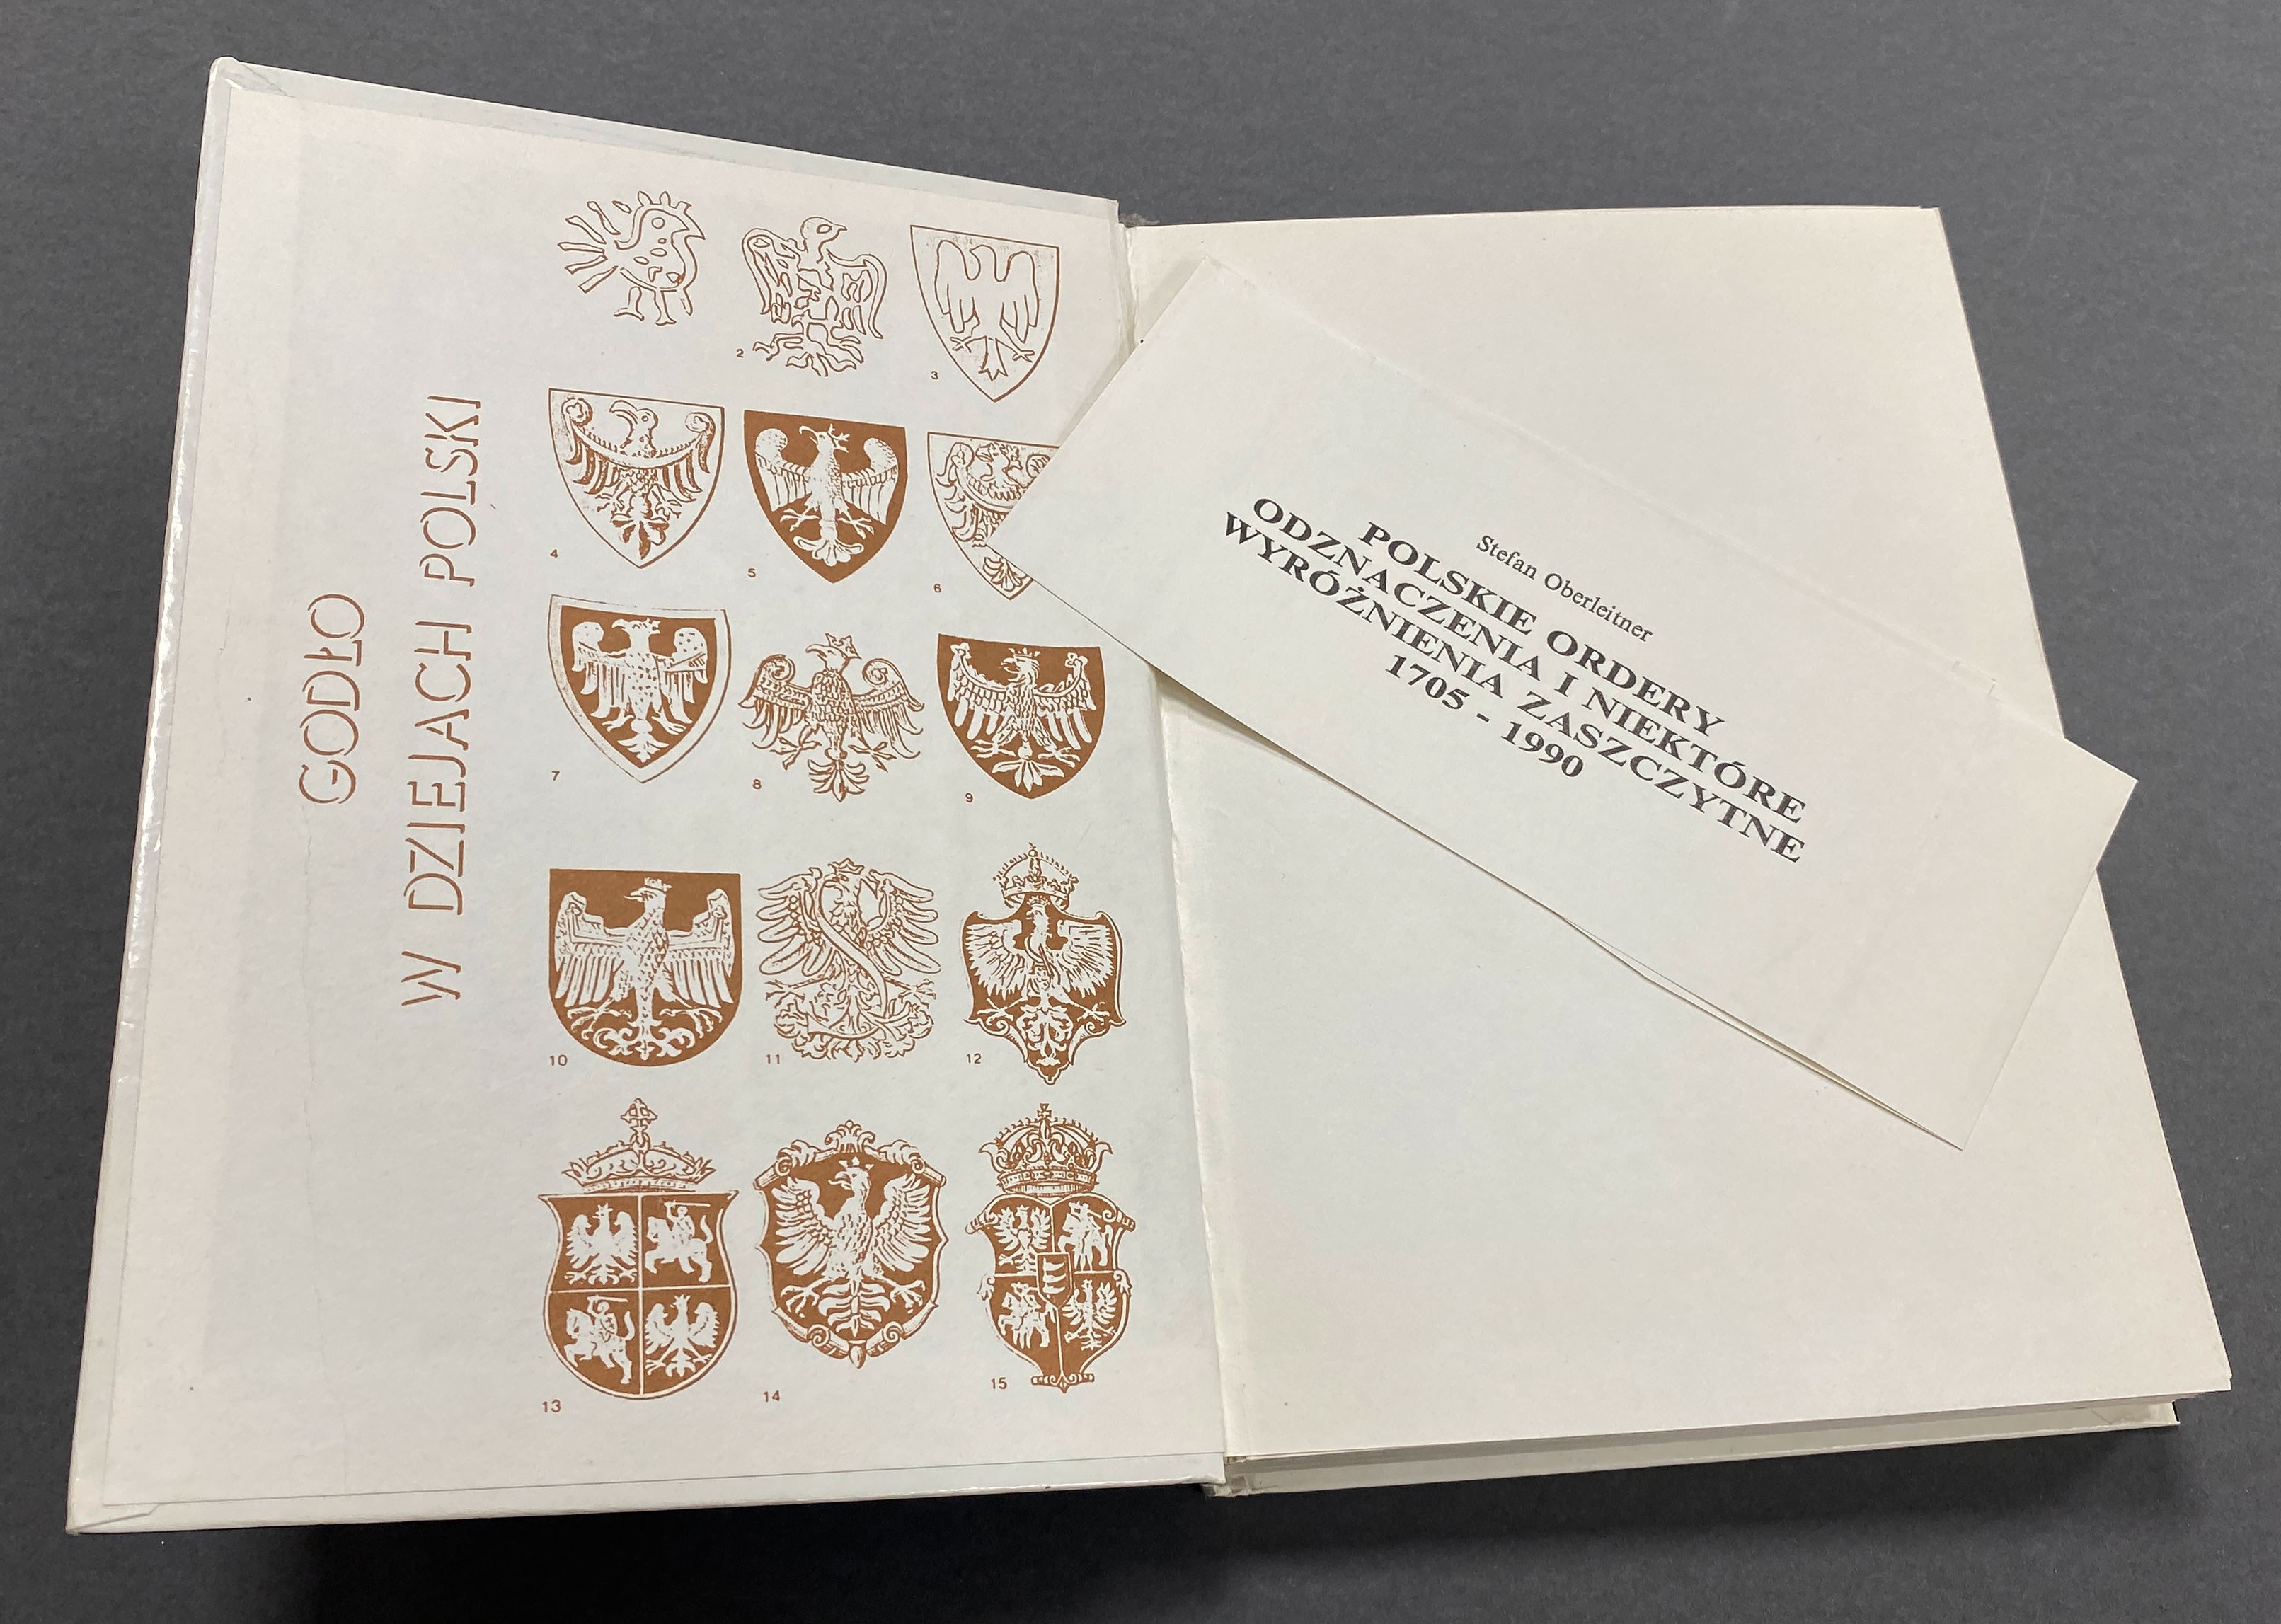 GODŁO
W DZIEJACH POLSKI
2
3
4
5
6
7
8
9
10
11
12
13
14
15
Stefan Oberleitner
POLSKIE ORDERY
ODZNACZENIA I NIEKTÓRE
WYRÓŻNIENIA ZASZCZYTNE
1705 - 1990